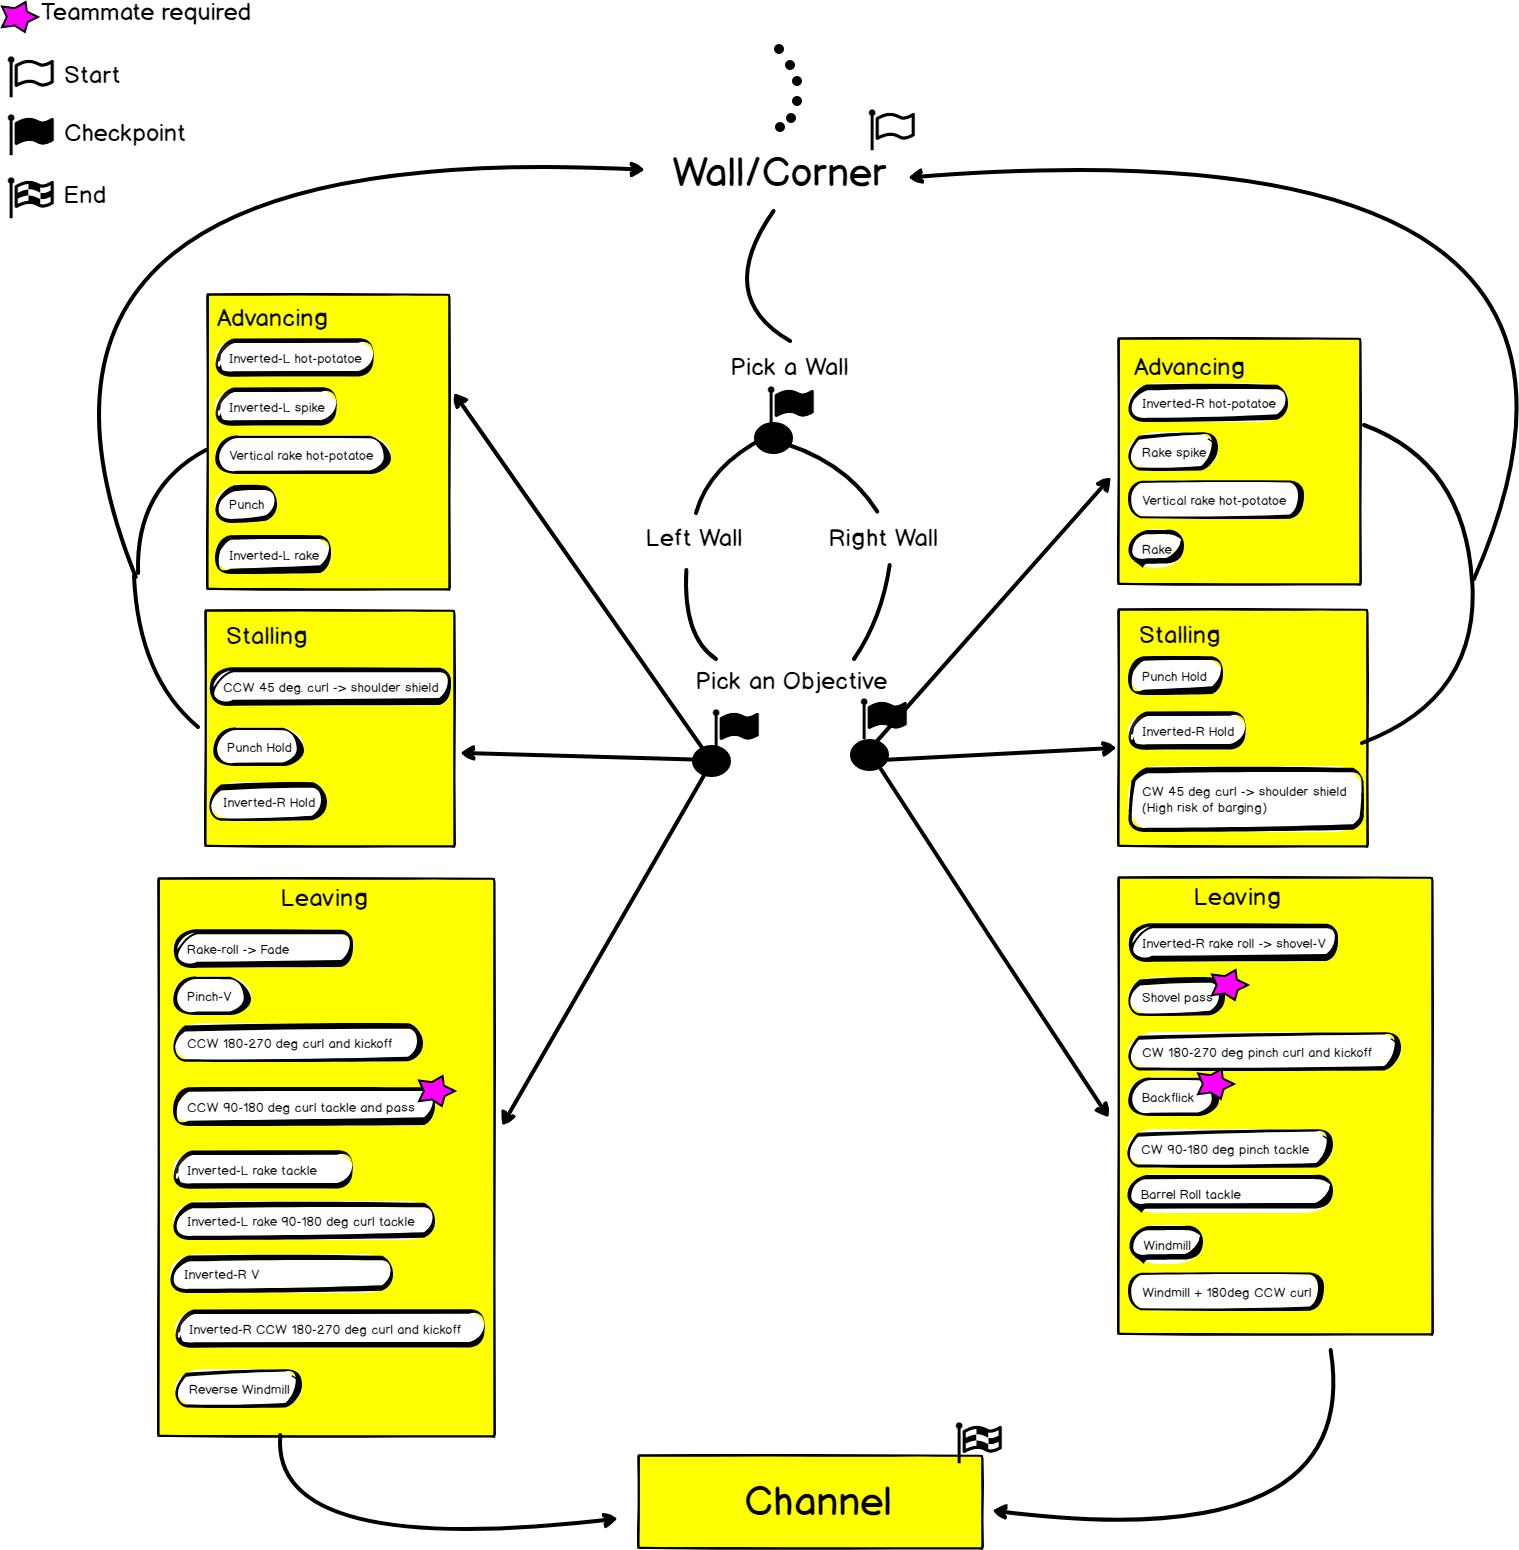 Teammate required
Start
Checkpoint
End
Wall/Corner
Pick a Wall
Left Wall
Right Wall
Pick an Objective
Advancing
Inverted-L hot-potatoe
Inverted-L spike
Vertical rake hot-potatoe
Punch
Inverted-L rake
Stalling
CCW 45 deg. curl -> shoulder shield
Punch Hold
Inverted-R Hold
Leaving
Rake-roll -> Fade
Pinch-V
CCW 180-270 deg curl and kickoff
CCW 90-180 deg curl tackle and pass
Inverted-L rake tackle
Inverted-L rake 90-180 deg curl tackle
Inverted-R V
Inverted-R CCW 180-270 deg curl and kickoff
Reverse Windmill
Advancing
Inverted-R hot-potatoe
Rake spike
Vertical rake hot-potatoe
Rake
Stalling
Punch Hold
Inverted-R Hold
CW 45 deg curl -> shoulder shield
(High risk of barging)
Leaving
Inverted-R rake roll -> shovel-V
Shovel pass
CW 180-270 deg pinch curl and kickoff
Backflick
CW 90-180 deg pinch tackle
Barrel Roll tackle
Windmill
Windmill + 180deg CCW curl
Channel